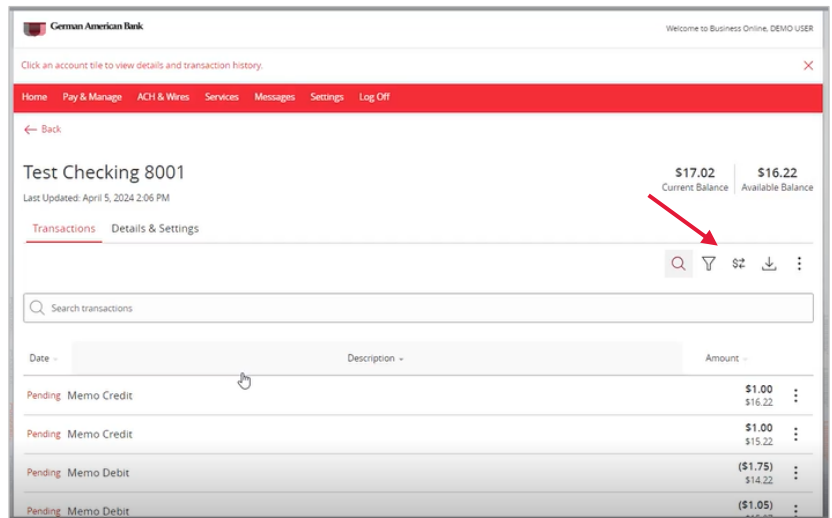 German American Bank
Welcome to Business Online, DEMO USER
Click an account tile to view details and transaction history.
Home Pay & Manage ACH & Wires Services Messages Settings Log Off
Back
Test Checking 8001
$17.02 $16.22
Current Balance Available Balance
Last Updated: April 5, 2024 2:06 PM
Transactions Details & Settings
Search transactions
Date Description Amount
Pending Memo Credit $1.00
$16.22
Pending Memo Credit $1.00
$15.22
Pending Memo Debit ($1.75)
$14.22
Pending Memo Debit ($1.05)